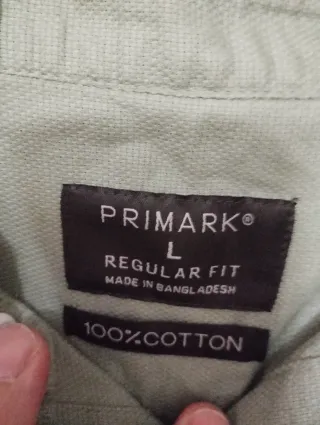 PRIMARK®
L
REGULAR FIT
MADE IN BANGLADESH
100%COTTON